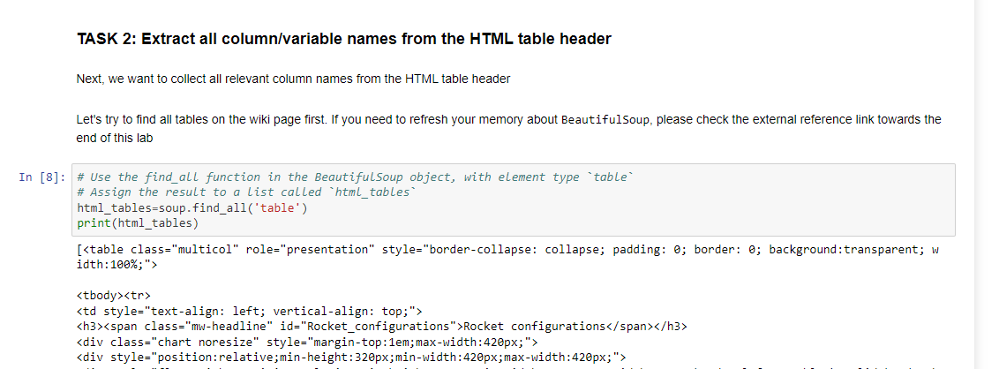 TASK 2: Extract all column/variable names from the HTML table header
Next, we want to collect all relevant column names from the HTML table header
Let's try to find all tables on the wiki page first. If you need to refresh your memory about BeautifulSoup, please check the external reference link towards the
end of this lab
In [8]: # Use the find_all function in the BeautifulSoup object, with element type `table`
# Assign the result to a list called `html_tables`
html_tables=soup.find_all('table')
print(html_tables)
[<table class="multicol" role="presentation" style="border-collapse: collapse; padding: 0; border: 0; background:transparent; w
idth:100%;">
<tbody><tr>
<td style="text-align: left; vertical-align: top;">
<h3><span class="mw-headline" id="Rocket_configurations">Rocket configurations</span></h3>
<div class="chart noresize" style="margin-top:1em;max-width:420px;">
<div style="position:relative;min-height:320px;min-width:420px;max-width:420px;">